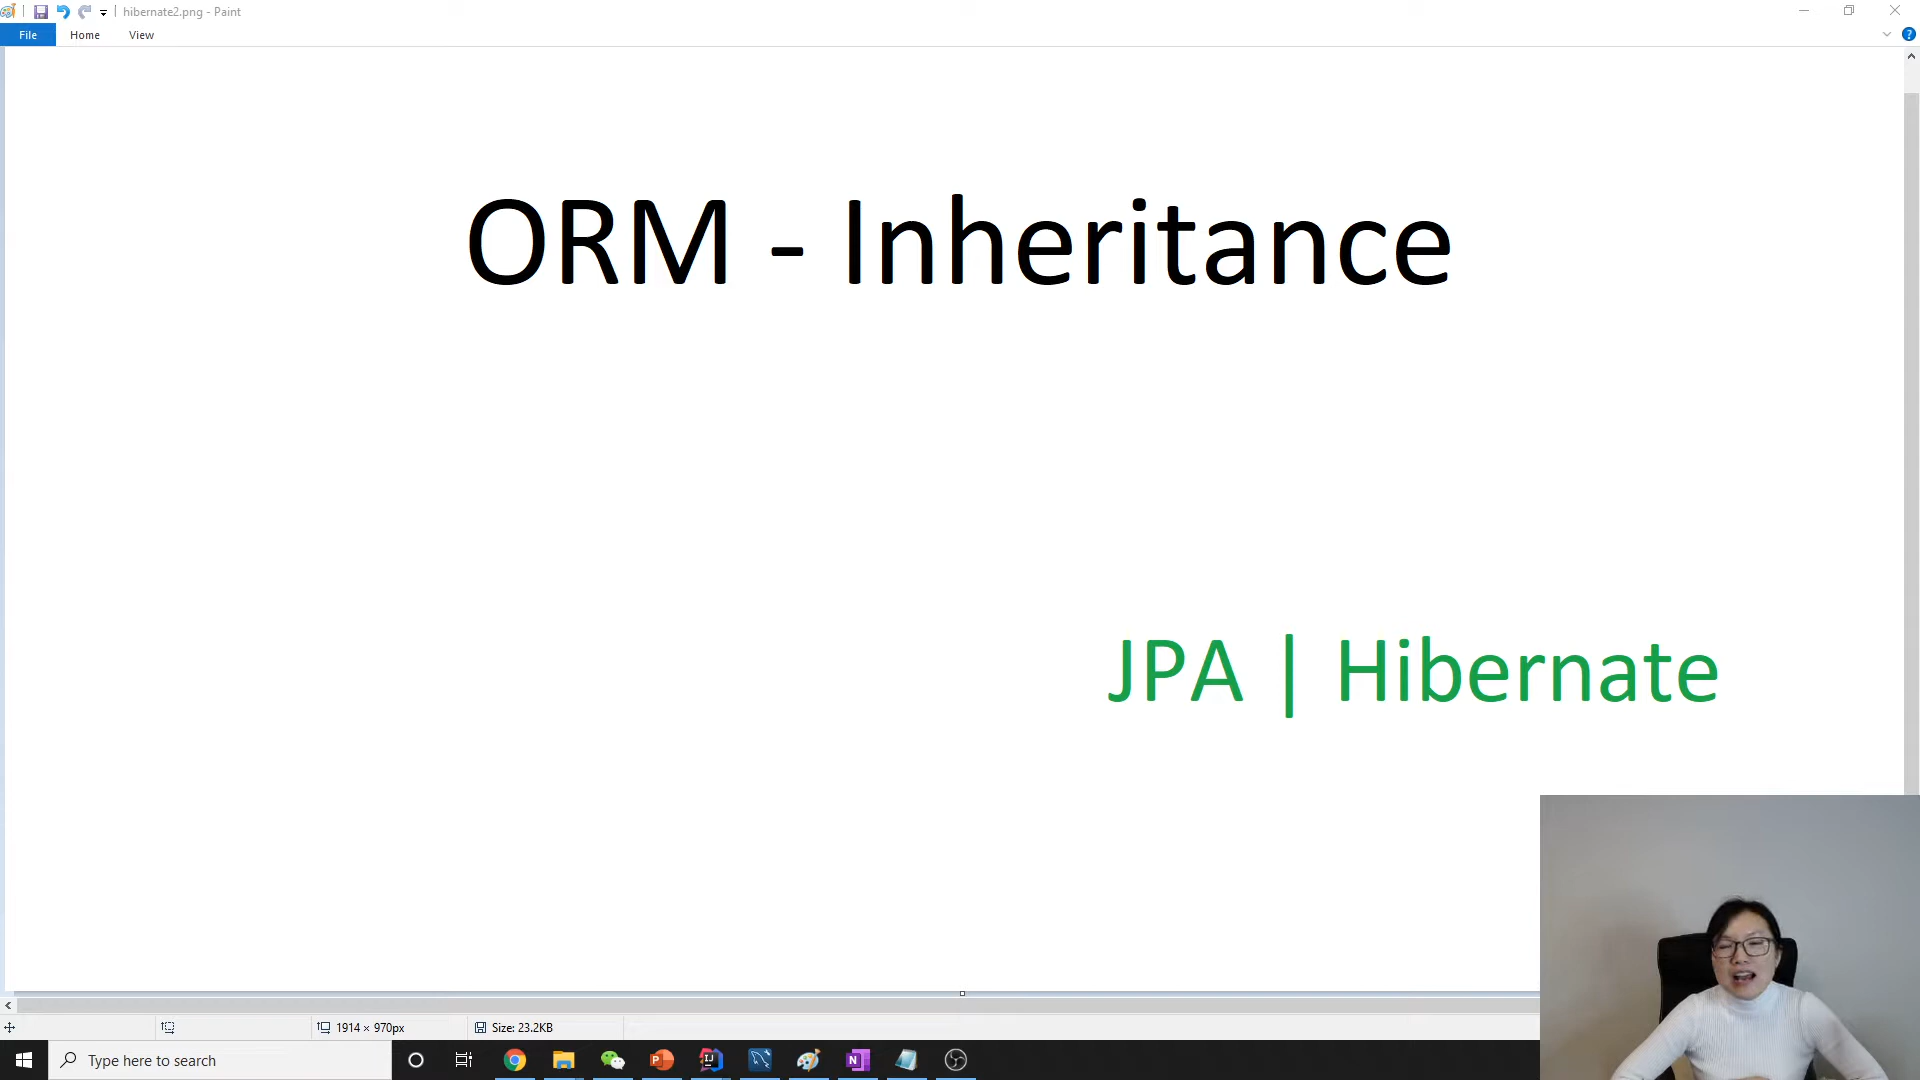 hibernate2.png - Paint
File Home View
ORM - Inheritance
JPA | Hibernate
1914 × 970px Size: 23.2KB
Type here to search